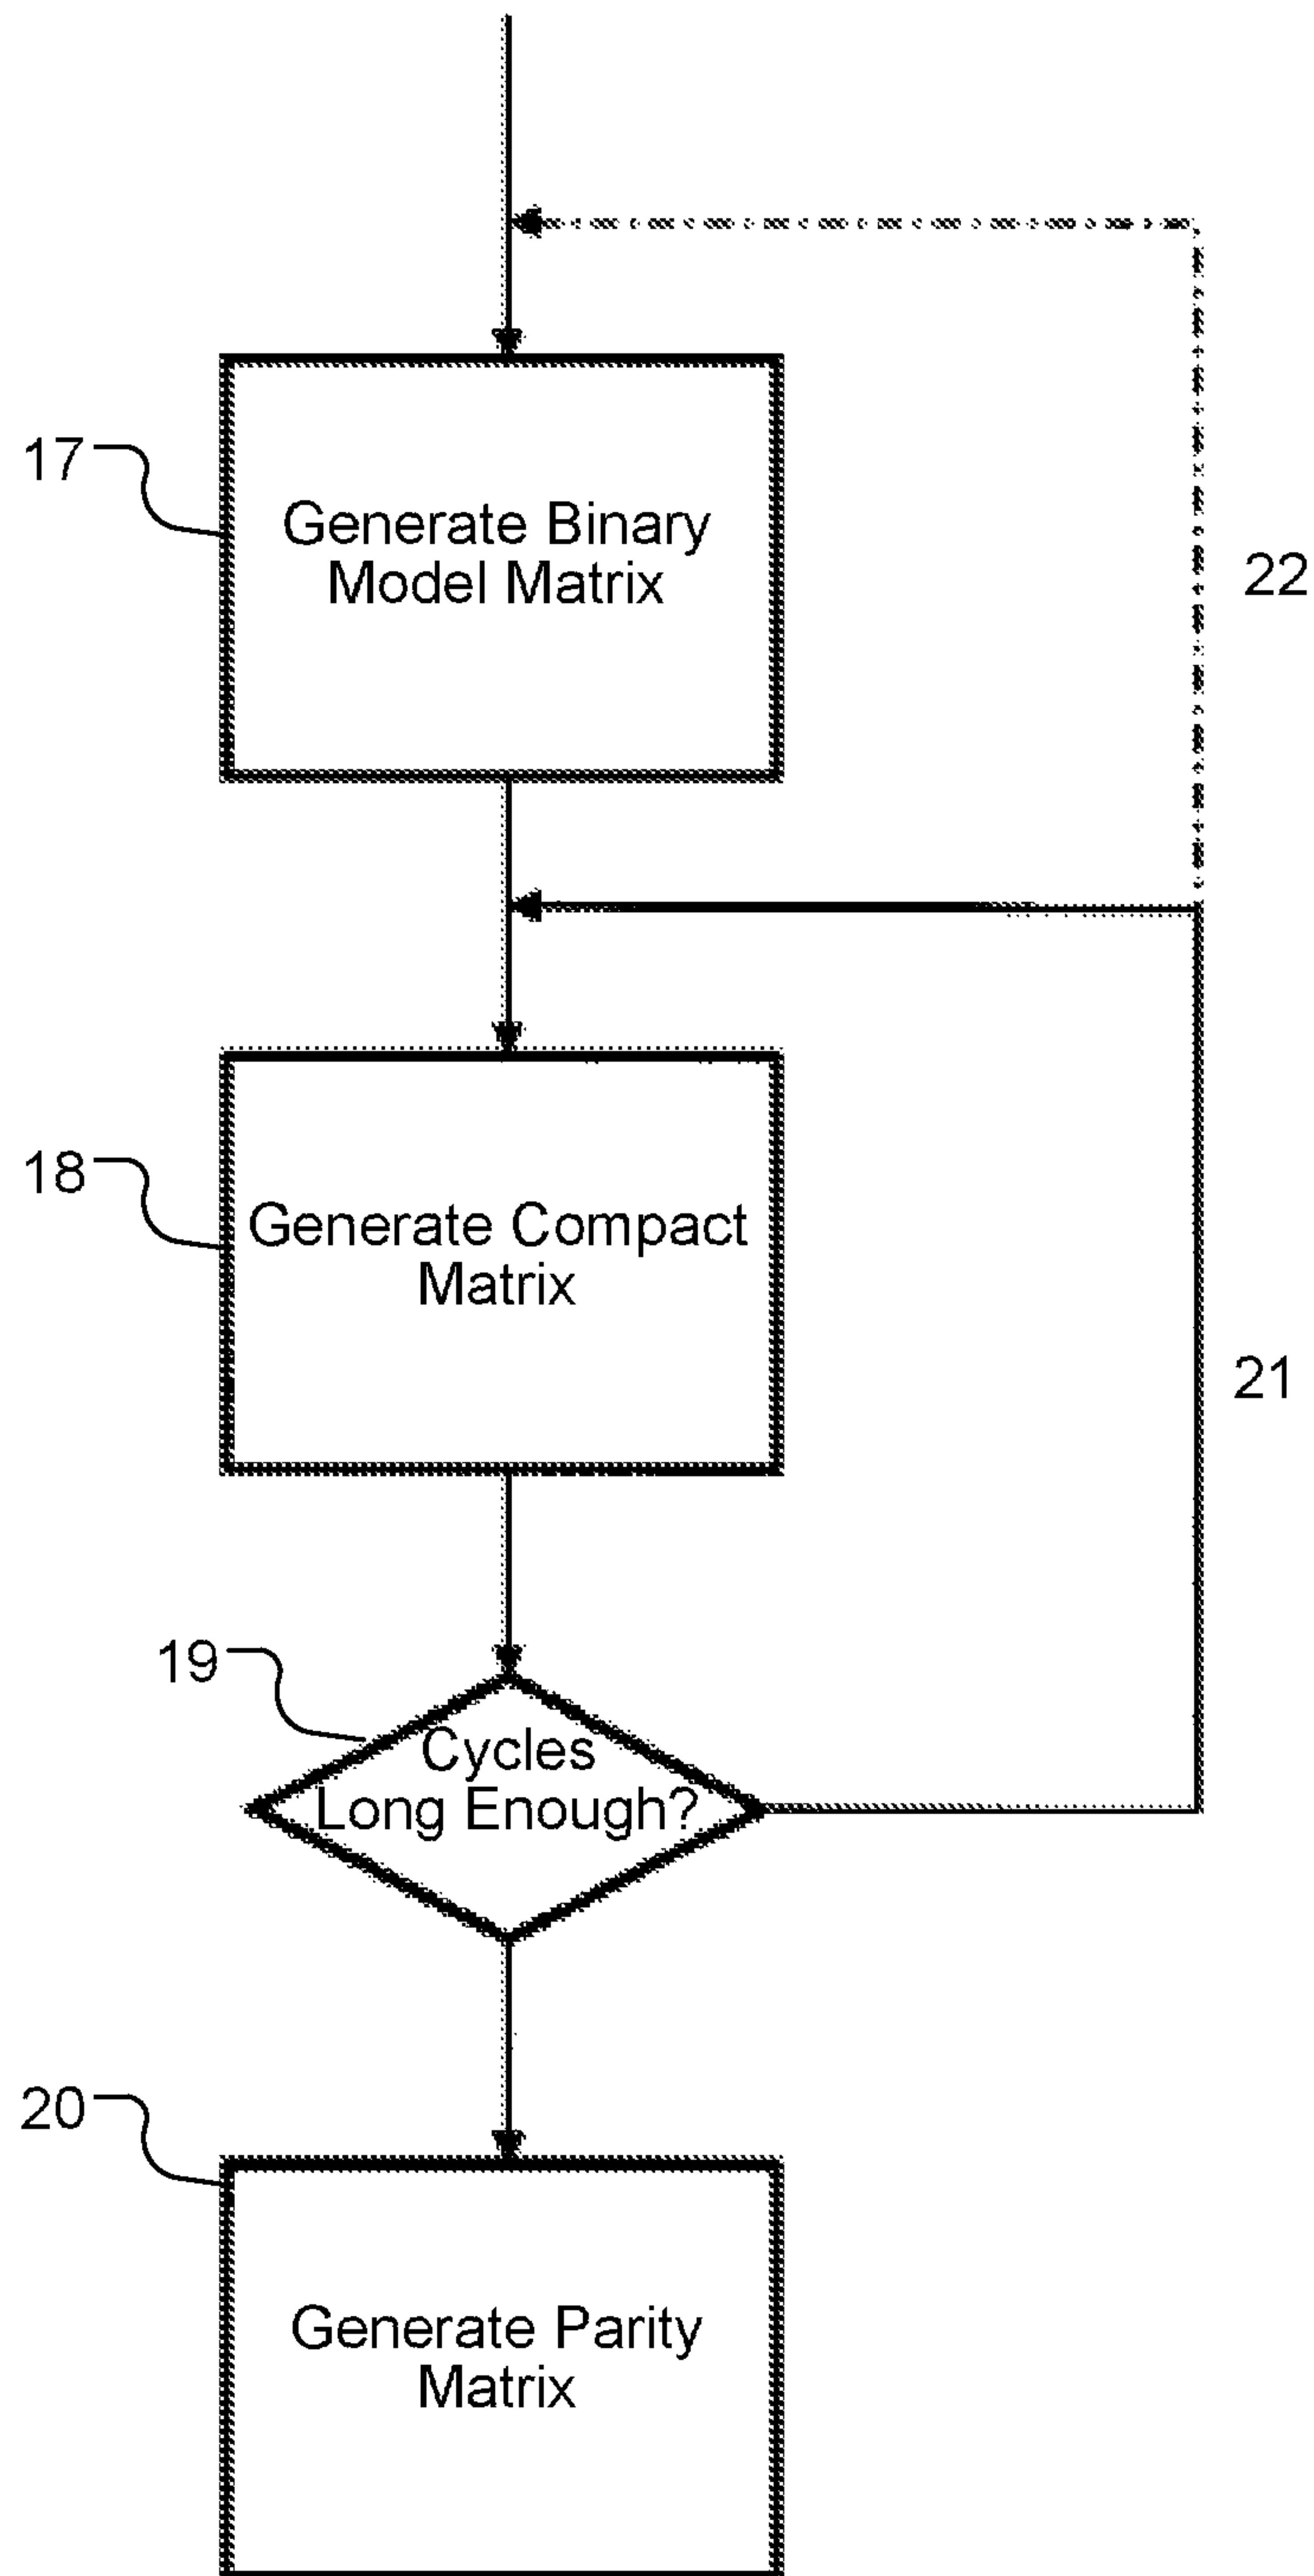 17
Generate Binary
Model Matrix
22
18
Generate Compact
Matrix
21
19
Cycles
Long Enough?
20
Generate Parity
Matrix